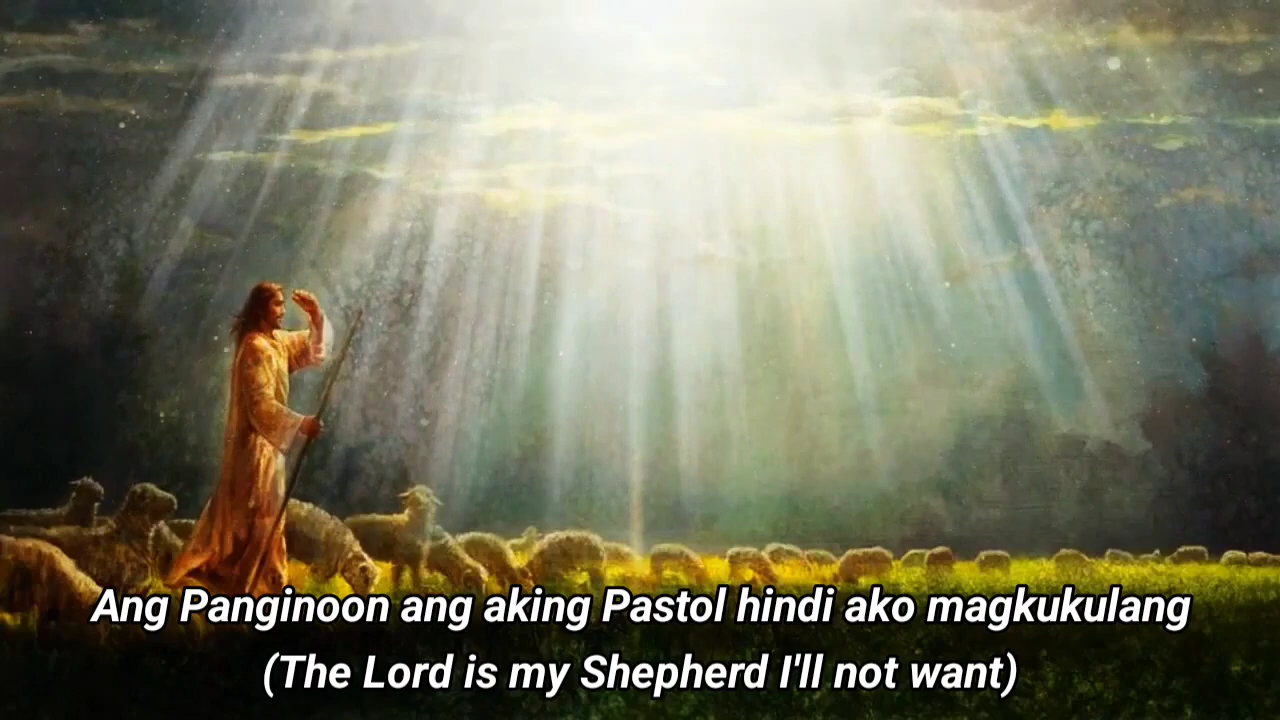 Ang Panginoon ang aking Pastol hindi ako magkukulang
(The Lord is my Shepherd I'll not want)